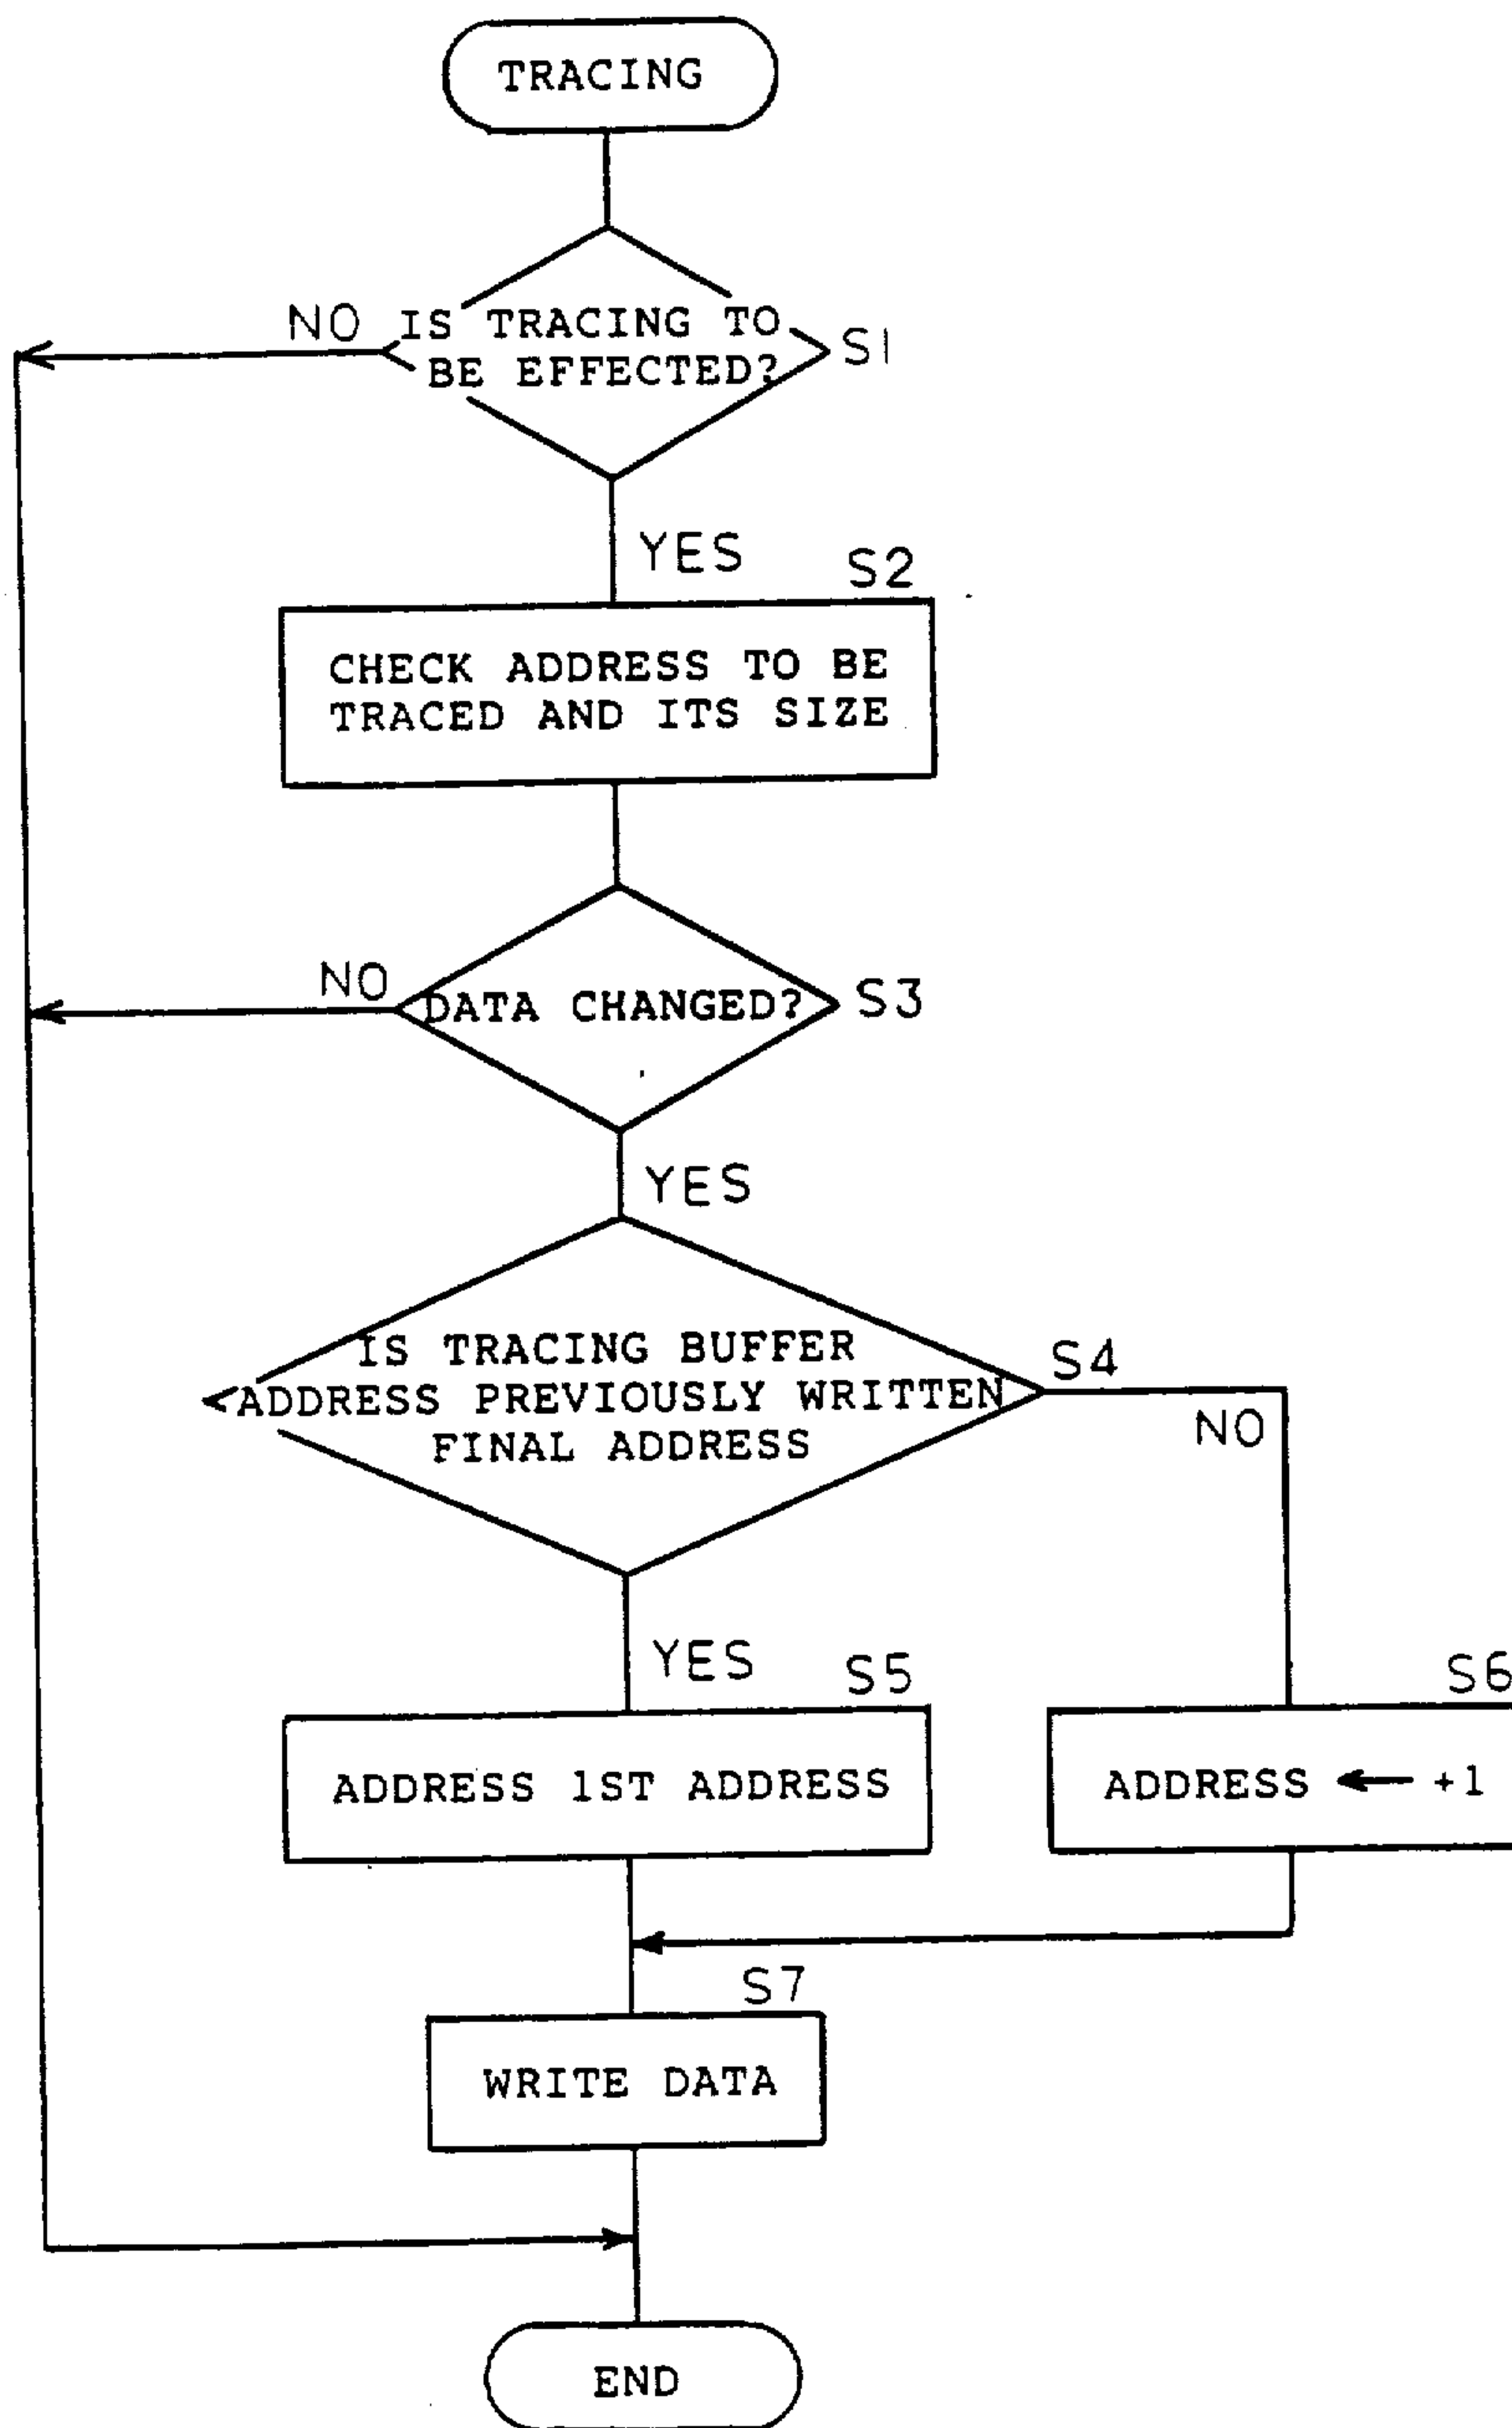 TRACING
NO
IS TRACING TO
BE EFFECTED?
S1
YES
S2
CHECK ADDRESS TO BE
TRACED AND ITS SIZE
NO
DATA CHANGED?
S3
YES
IS TRACING BUFFER
ADDRESS PREVIOUSLY WRITTEN
FINAL ADDRESS
S4
NO
YES
S5
S6
ADDRESS 1ST ADDRESS
ADDRESS ← +1
S7
WRITE DATA
END